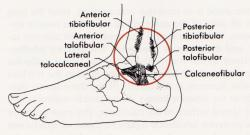 Anterior
tibiofibular
Anterior
talofibular
Lateral
talocalcaneal
Posterior
tibiofibular
Posterior
talofibular
Calcaneofibular